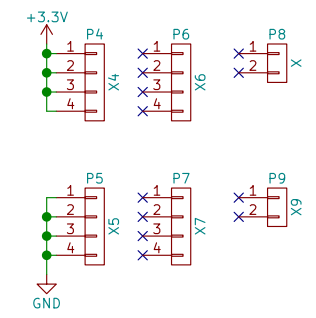 +3.3V
P4 P6 P8
1 1 1
2 2 2
3 3
4 4
X4 X6 X
P5 P7 P9
1 1 1
2 2 2
3 3
4 4
X5 X7 X9
GND